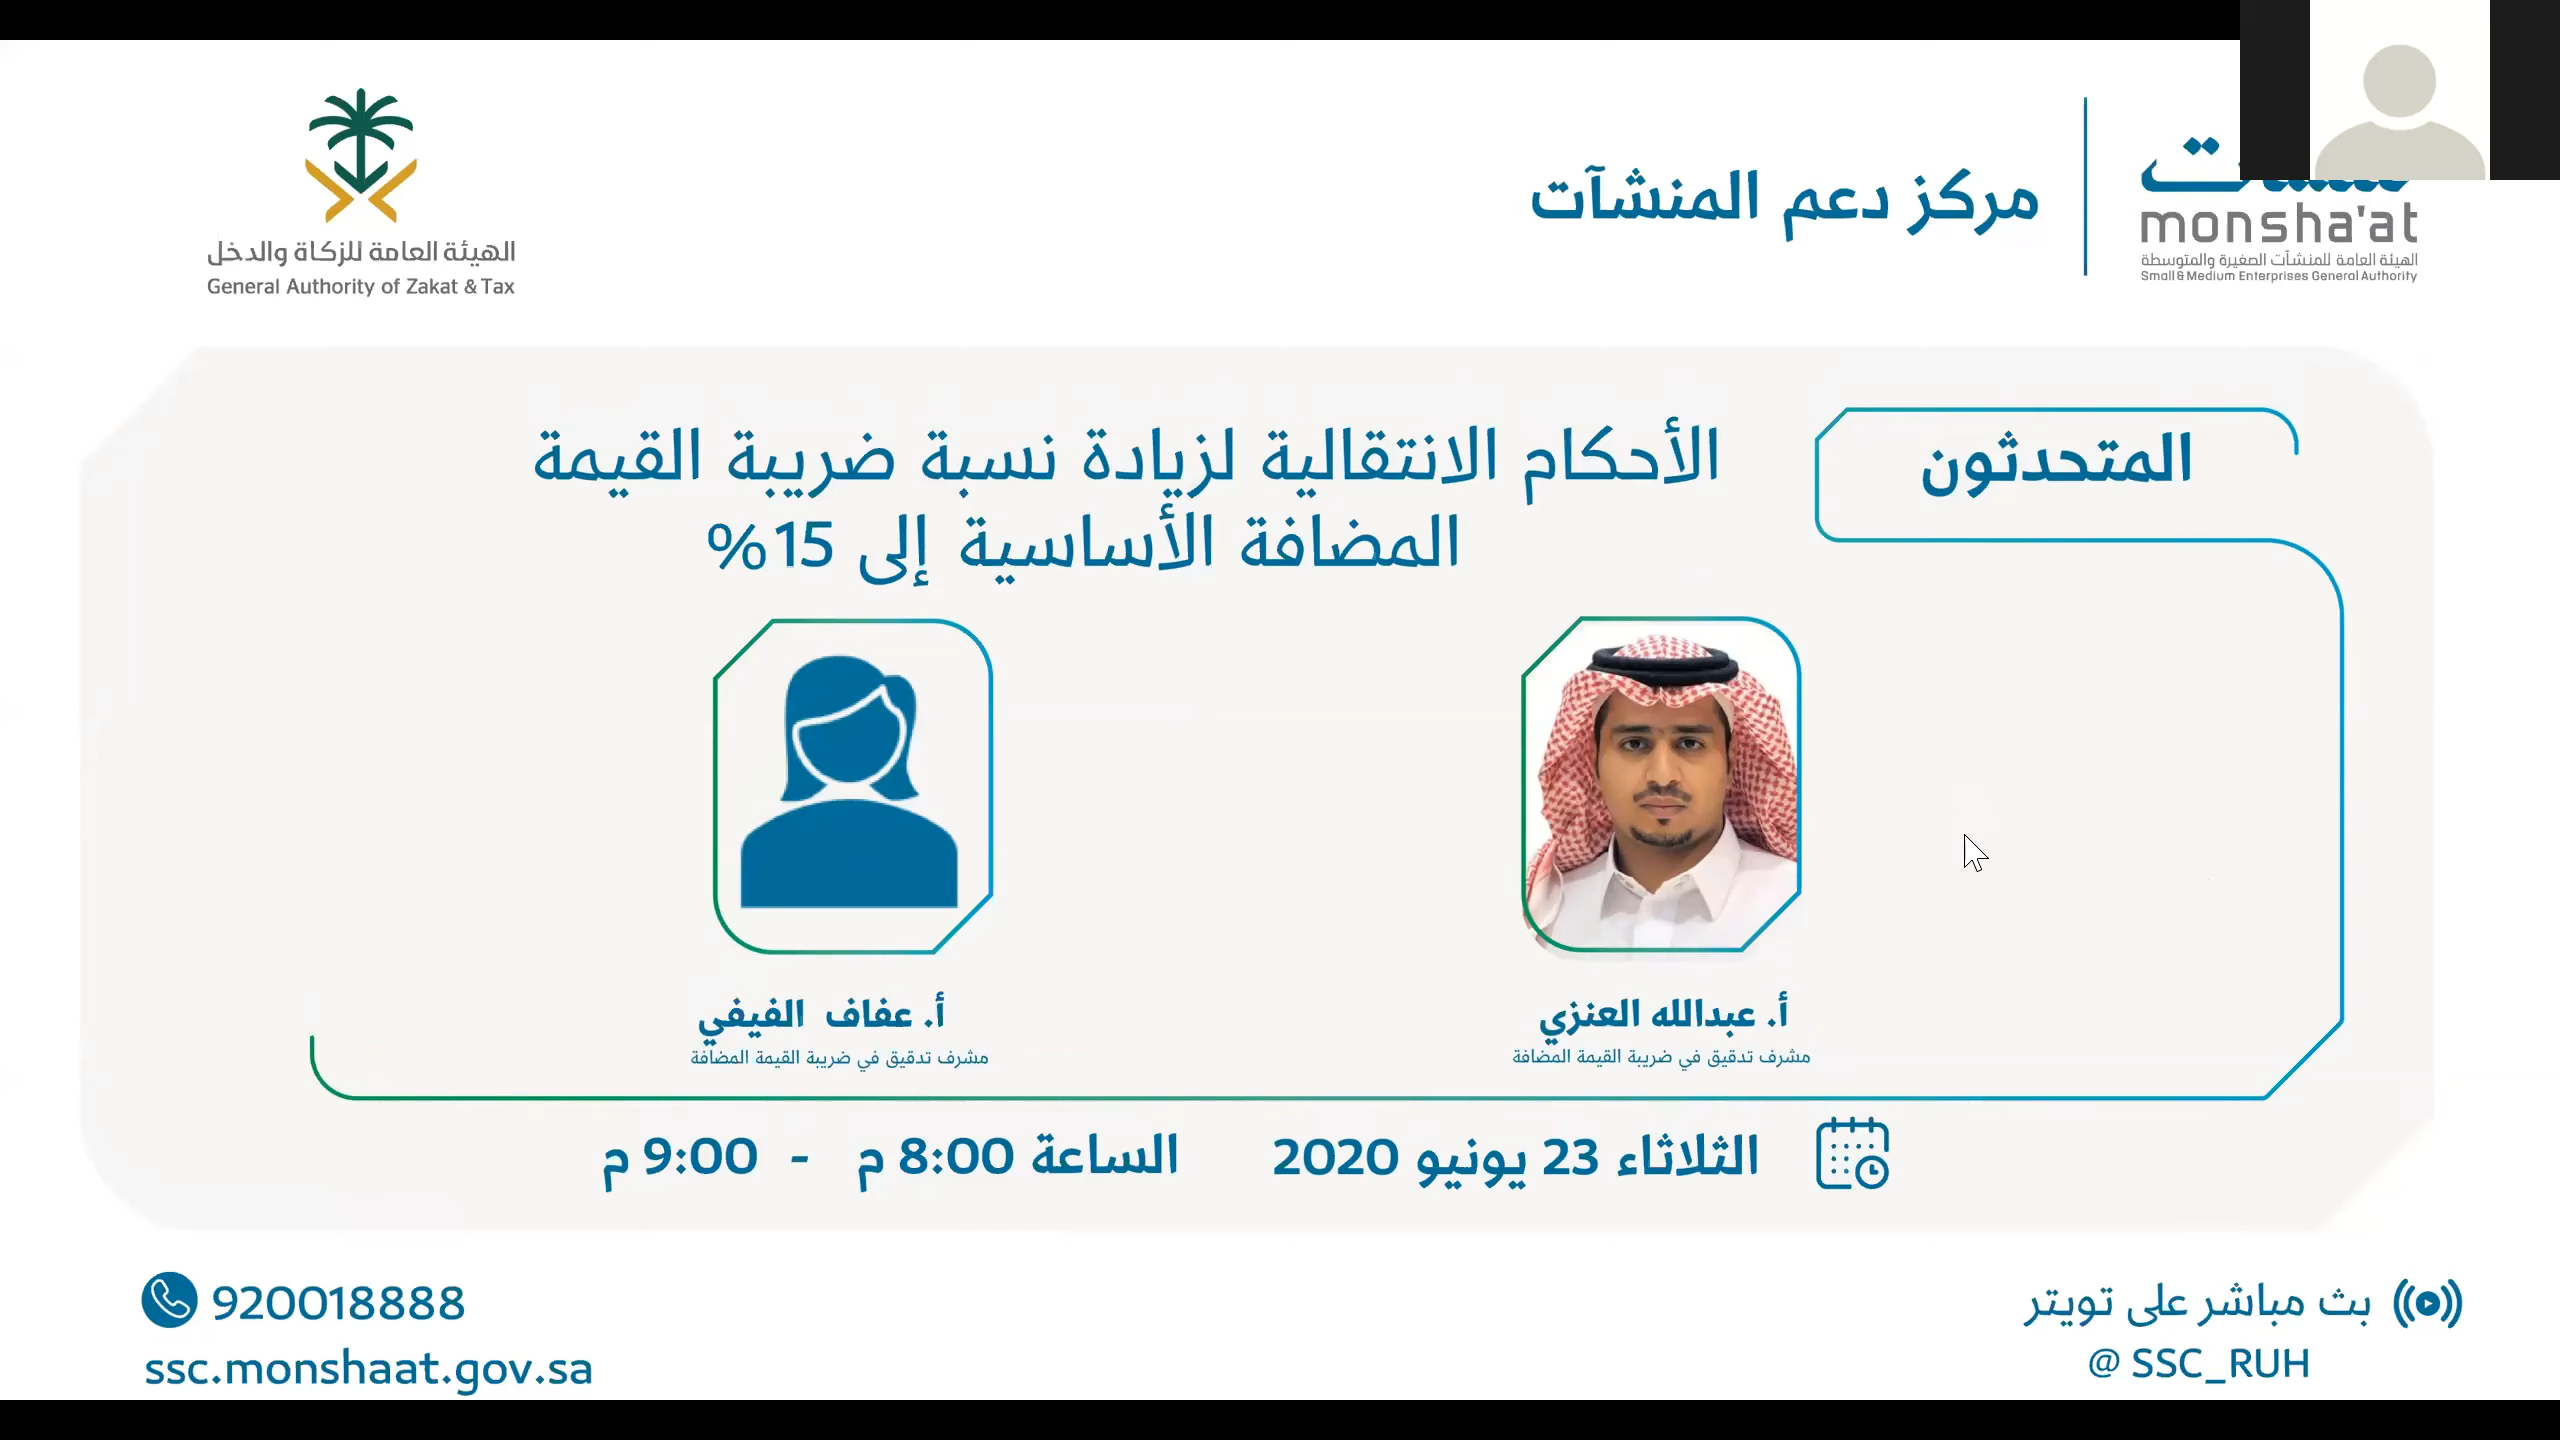 مركز دعم المنشآت
monsha'at
الهيئة العامة للمنشآت الصغيرة والمتوسطة
Small & Medium Enterprises General Authority
الهيئة العامة للزكاة والدخل
General Authority of Zakat & Tax
المتحدثون
الأحكام الانتقالية لزيادة نسبة ضريبة القيمة
المضافة الأساسية إلى 15%
أ. عبدالله العنزي
مشرف تدقيق في ضريبة القيمة المضافة
أ. عفاف الفيفي
مشرف تدقيق في ضريبة القيمة المضافة
الثلاثاء 23 يونيو 2020 الساعة 8:00 م - 9:00 م
بث مباشر على تويتر
@ SSC_RUH
920018888
ssc.monshaat.gov.sa